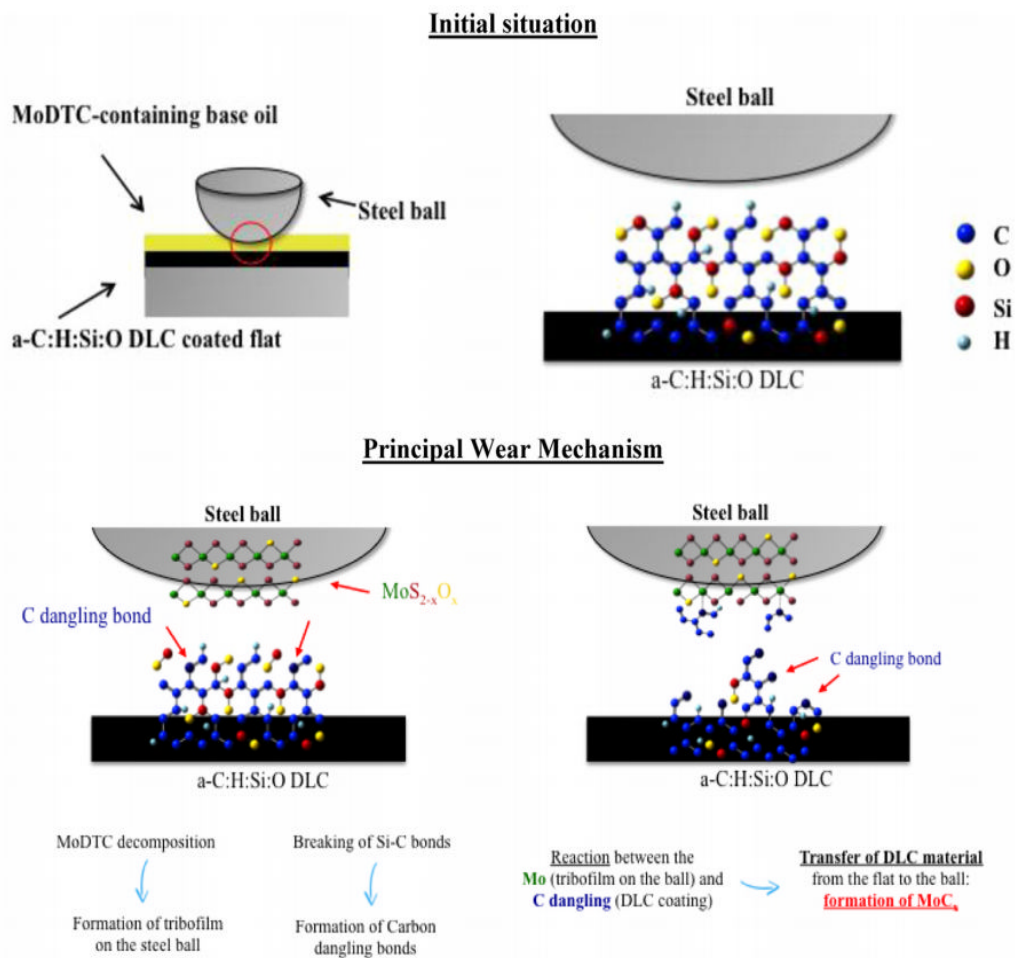 Initial situation
MoDTC-containing base oil
Steel ball
a-C:H:Si:O DLC coated flat
Steel ball
C
O
Si
H
a-C:H:Si:O DLC
Principal Wear Mechanism
Steel ball
MoS2-xOx
C dangling bond
a-C:H:Si:O DLC
Steel ball
C dangling bond
a-C:H:Si:O DLC
MoDTC decomposition
Formation of tribofilm
on the steel ball
Breaking of Si-C bonds
Formation of Carbon
dangling bonds
Reaction between the
Mo (tribofilm on the ball) and
C dangling (DLC coating)
Transfer of DLC material
from the flat to the ball:
formation of MoCx